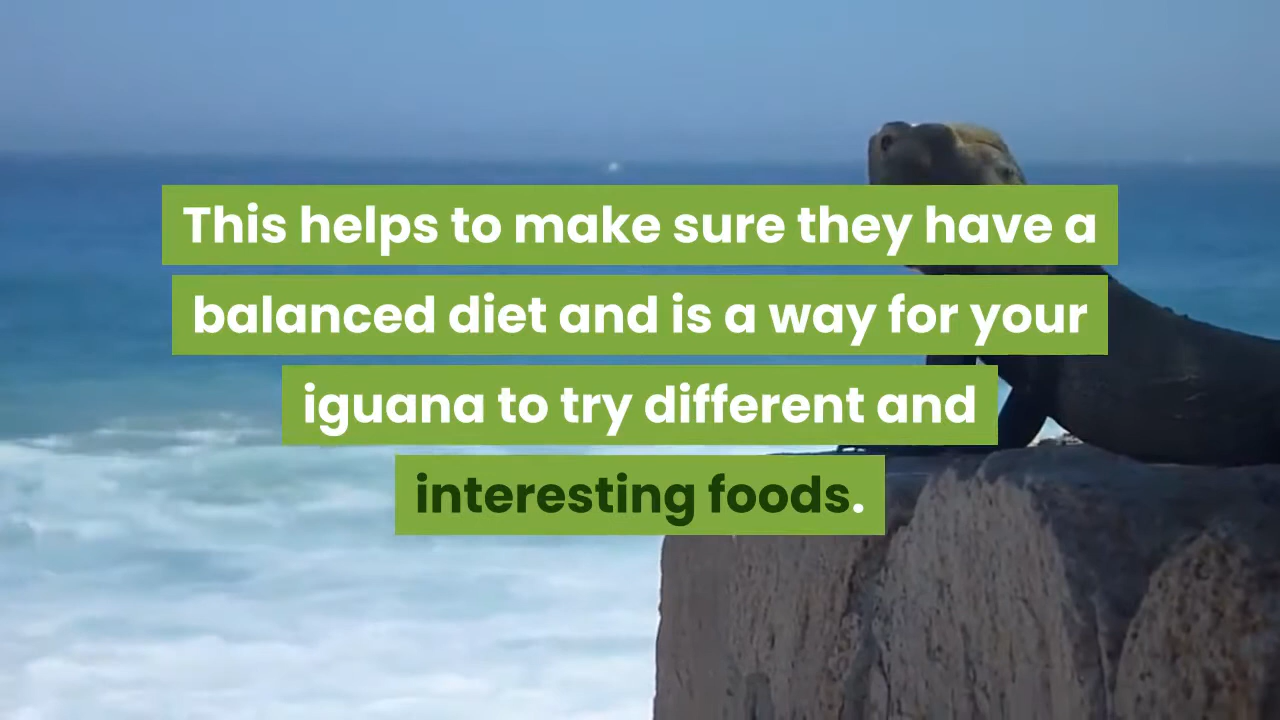 This helps to make sure they have a
balanced diet and is a way for your
iguana to try different and
interesting foods.